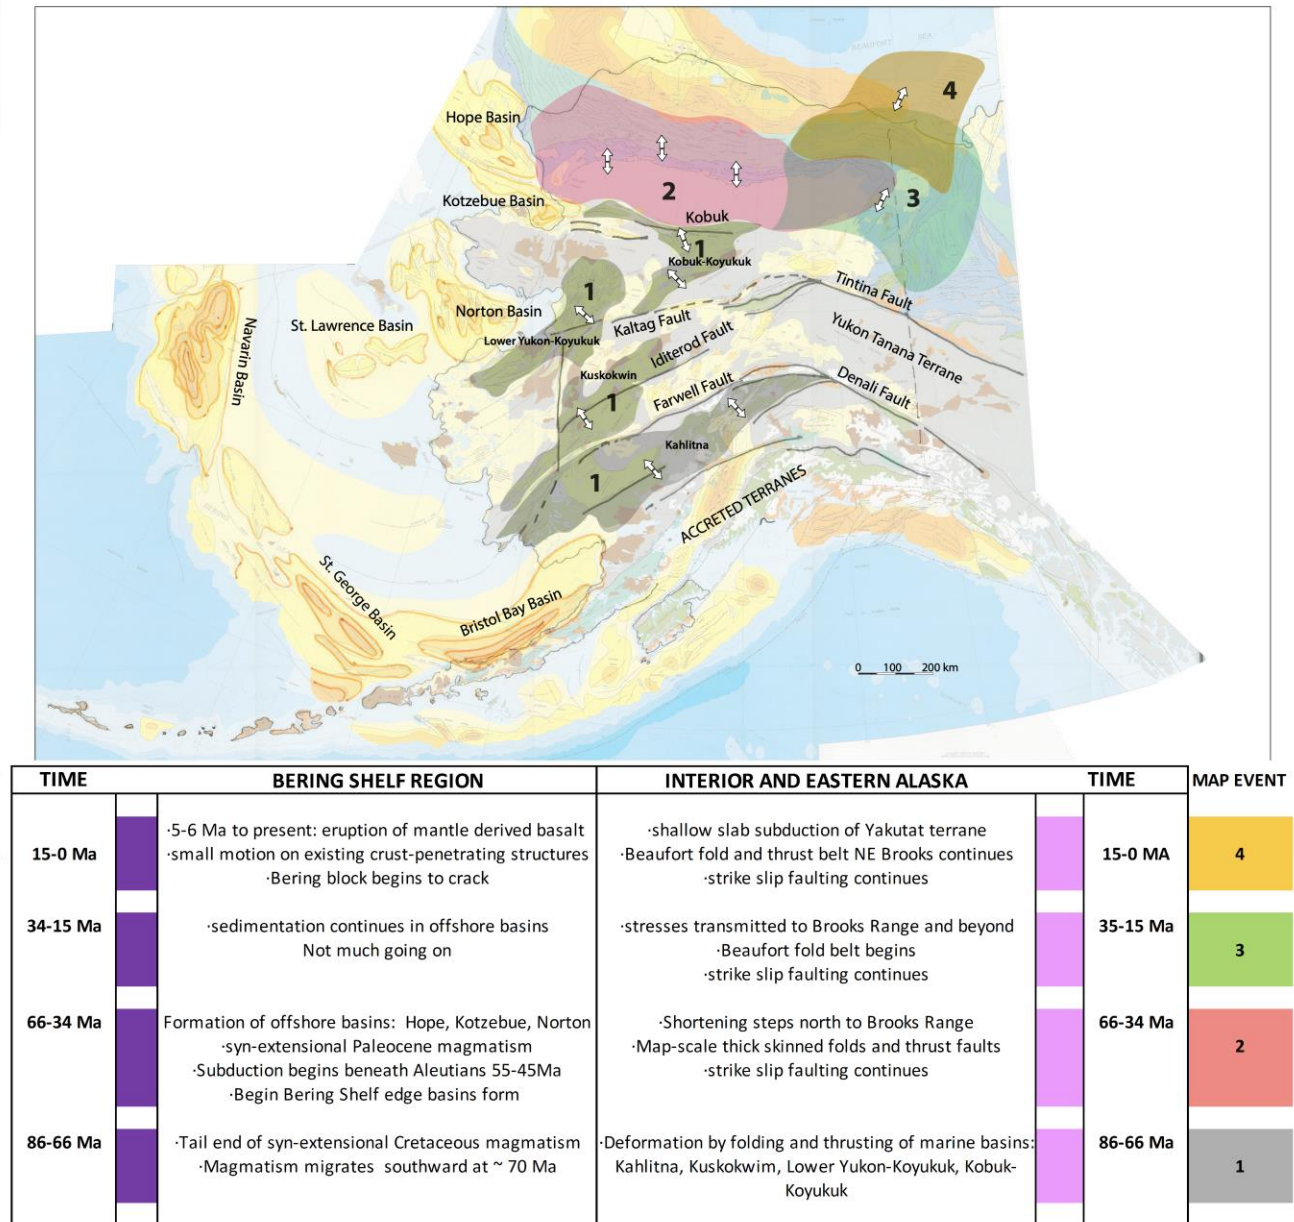 BEAUFORT SEA
4
Hope Basin
2
3
Kotzebue Basin
Kobuk
1
Kobuk-Koyukuk
1
Tintina Fault
Navarin Basin
St. Lawrence Basin
Norton Basin
Kaltag Fault
Lower Yukon-Koyukuk
Iditerod Fault
Yukon Tanana Terrane
Kuskokwin
Farwell Fault
Denali Fault
1
Kahlitna
1
ACCRETED TERRANES
St. George Basin
Bristol Bay Basin
0 100 200 km
TIME BERING SHELF REGION INTERIOR AND EASTERN ALASKA TIME MAP EVENT
·5-6 Ma to present: eruption of mantle derived basalt ·shallow slab subduction of Yakutat terrane
15-0 Ma ·small motion on existing crust-penetrating structures ·Beaufort fold and thrust belt NE Brooks continues 15-0 MA 4
·Bering block begins to crack ·strike slip faulting continues
34-15 Ma ·sedimentation continues in offshore basins ·stresses transmitted to Brooks Range and beyond 35-15 Ma
Not much going on ·Beaufort fold belt begins 3
·strike slip faulting continues
66-34 Ma Formation of offshore basins: Hope, Kotzebue, Norton ·Shortening steps north to Brooks Range 66-34 Ma
·syn-extensional Paleocene magmatism ·Map-scale thick skinned folds and thrust faults 2
·Subduction begins beneath Aleutians 55-45Ma ·strike slip faulting continues
·Begin Bering Shelf edge basins form
86-66 Ma ·Tail end of syn-extensional Cretaceous magmatism ·Deformation by folding and thrusting of marine basins: 86-66 Ma
·Magmatism migrates southward at ~ 70 Ma Kahlitna, Kuskokwim, Lower Yukon-Koyukuk, Kobuk- 1
Koyukuk